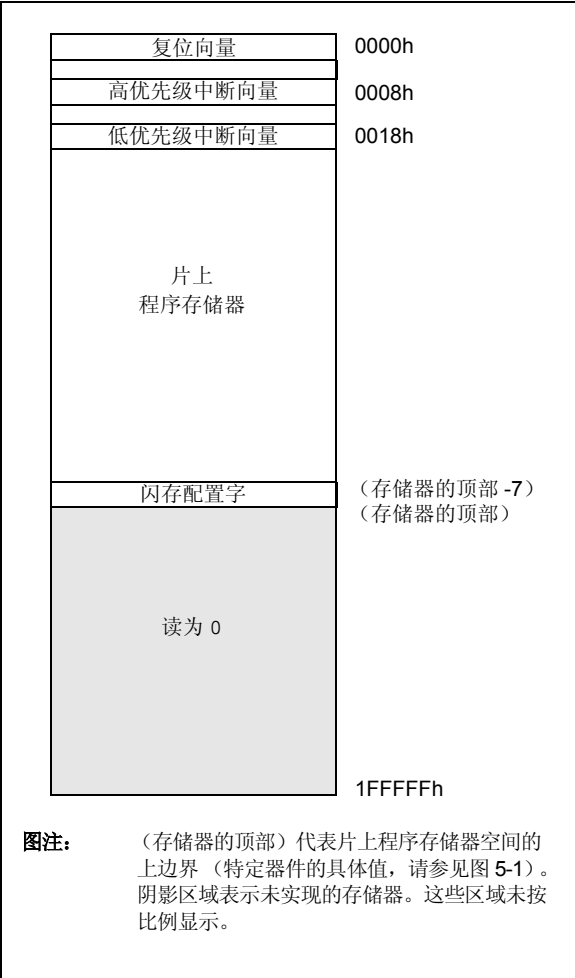 复位向量 0000h
高优先级中断向量 0008h
低优先级中断向量 0018h
片上
程序存储器
闪存配置字 （存储器的顶部 -7）
（存储器的顶部）
读为 0
1FFFFFh
图注： （存储器的顶部）代表片上程序存储器空间的
上边界 （特定器件的具体值，请参见图 5-1）。
阴影区域表示未实现的存储器。这些区域未按
比例显示。